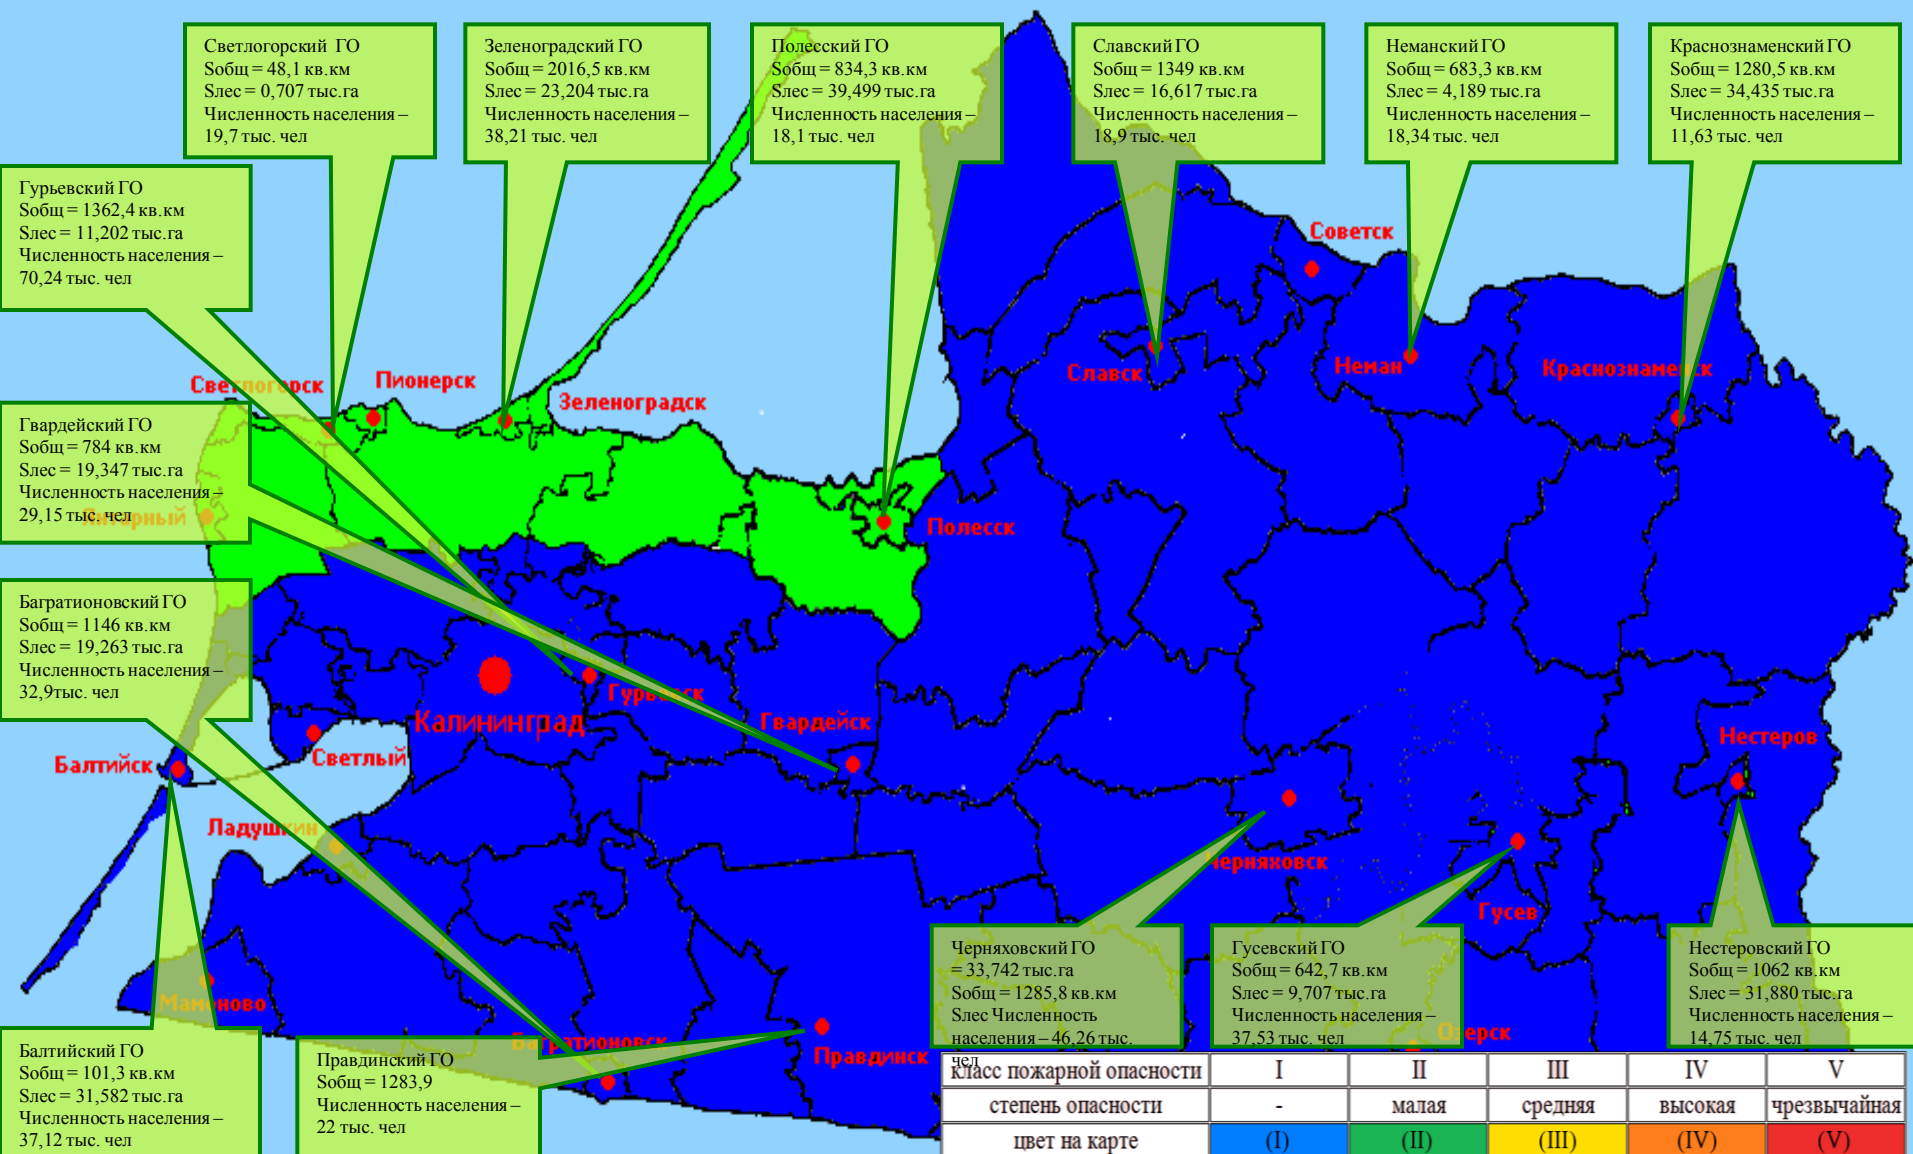 Светлогорский ГО
Sобщ = 48,1 кв.км
Sлес = 0,707 тыс.га
Численность населения –
19,7 тыс. чел
Зеленоградский ГО
Sобщ = 2016,5 кв.км
Sлес = 23,204 тыс.га
Численность населения –
38,21 тыс. чел
Полесский ГО
Sобщ = 834,3 кв.км
Sлес = 39,499 тыс.га
Численность населения –
18,1 тыс. чел
Славский ГО
Sобщ = 1349 кв.км
Sлес = 16,617 тыс.га
Численность населения –
18,9 тыс. чел
Неманский ГО
Sобщ = 683,3 кв.км
Sлес = 4,189 тыс.га
Численность населения –
18,34 тыс. чел
Краснознаменский ГО
Sобщ = 1280,5 кв.км
Sлес = 34,435 тыс.га
Численность населения –
11,63 тыс. чел
Гурьевский ГО
Sобщ = 1362,4 кв.км
Sлес = 11,202 тыс.га
Численность населения –
70,24 тыс. чел
Советск
Светлогорск
Пионерск
Зеленоградск
Славск
Неман
Краснознаменск
Гвардейский ГО
Sобщ = 784 кв.км
Sлес = 19,347 тыс.га
Численность населения –
29,15 тыс. чел
Янтарный
Полесск
Багратионовский ГО
Sобщ = 1146 кв.км
Sлес = 19,263 тыс.га
Численность населения –
32,9тыс. чел
Гурьевск
Калининград
Гвардейск
Нестеров
Балтийск
Светлый
Ладушкин
Черняховск
Гусев
Мамоново
Багратионовск
Правдинск
Озерск
Черняховский ГО
= 33,742 тыс.га
Sобщ = 1285,8 кв.км
Sлес Численность
населения – 46,26 тыс.
чел
Гусевский ГО
Sобщ = 642,7 кв.км
Sлес = 9,707 тыс.га
Численность населения –
37,53 тыс. чел
Нестеровский ГО
Sобщ = 1062 кв.км
Sлес = 31,880 тыс.га
Численность населения –
14,75 тыс. чел
Балтийский ГО
Sобщ = 101,3 кв.км
Sлес = 31,582 тыс.га
Численность населения –
37,12 тыс. чел
Правдинский ГО
Sобщ = 1283,9
Численность населения –
22 тыс. чел
класс пожарной опасности I II III IV V
степень опасности - малая средняя высокая чрезвычайная
цвет на карте (I) (II) (III) (IV) (V)